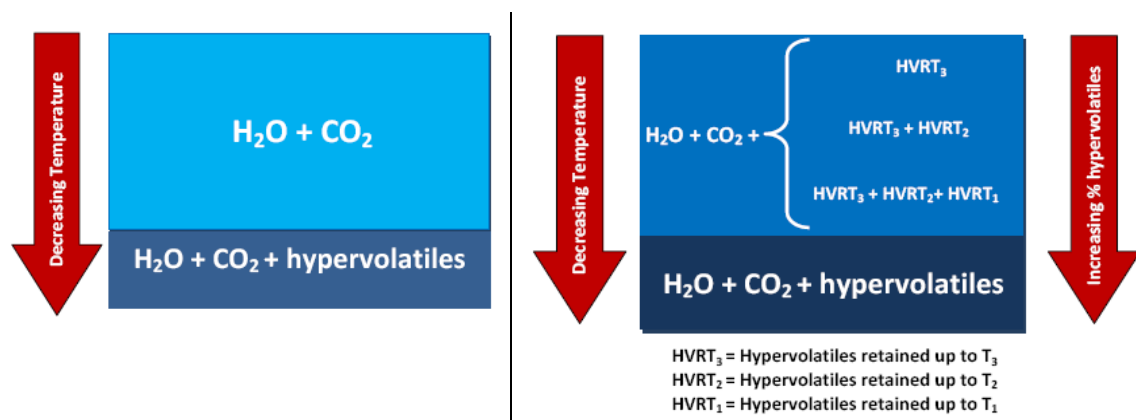 Decreasing Temperature
H₂O + CO₂
H₂O + CO₂ + hypervolatiles
Decreasing Temperature
H₂O + CO₂ +
HVRT₃
HVRT₃ + HVRT₂
HVRT₃ + HVRT₂+ HVRT₁
H₂O + CO₂ + hypervolatiles
Increasing % hypervolatiles
HVRT₃ = Hypervolatiles retained up to T₃
HVRT₂ = Hypervolatiles retained up to T₂
HVRT₁ = Hypervolatiles retained up to T₁